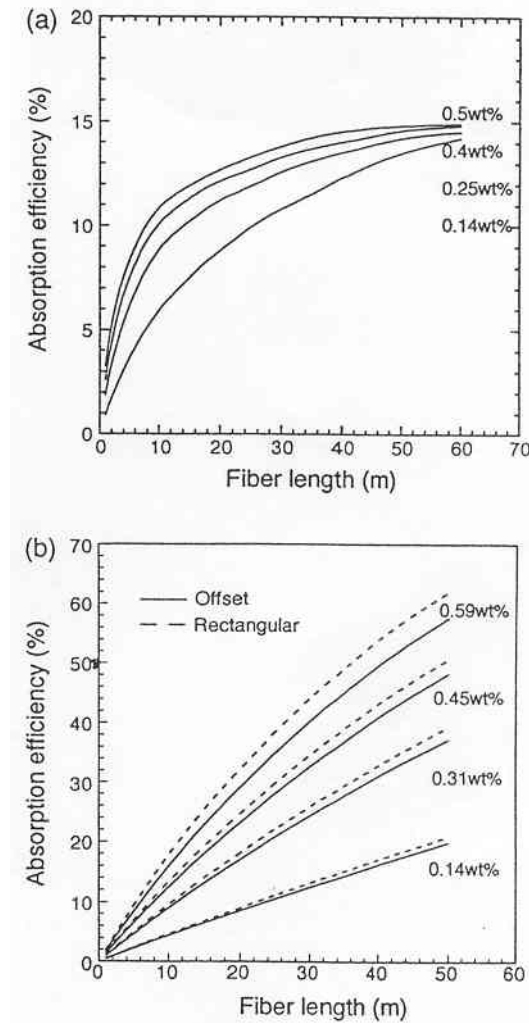 (a)
20
15
10
5
0
Absorption efficiency (%)
0.5wt%
0.4wt%
0.25wt%
0.14wt%
0 10 20 30 40 50 60 70
Fiber length (m)
(b)
70
60
50
40
30
20
10
0
Absorption efficiency (%)
Offset
Rectangular
0.59wt%
0.45wt%
0.31wt%
0.14wt%
0 10 20 30 40 50 60
Fiber length (m)